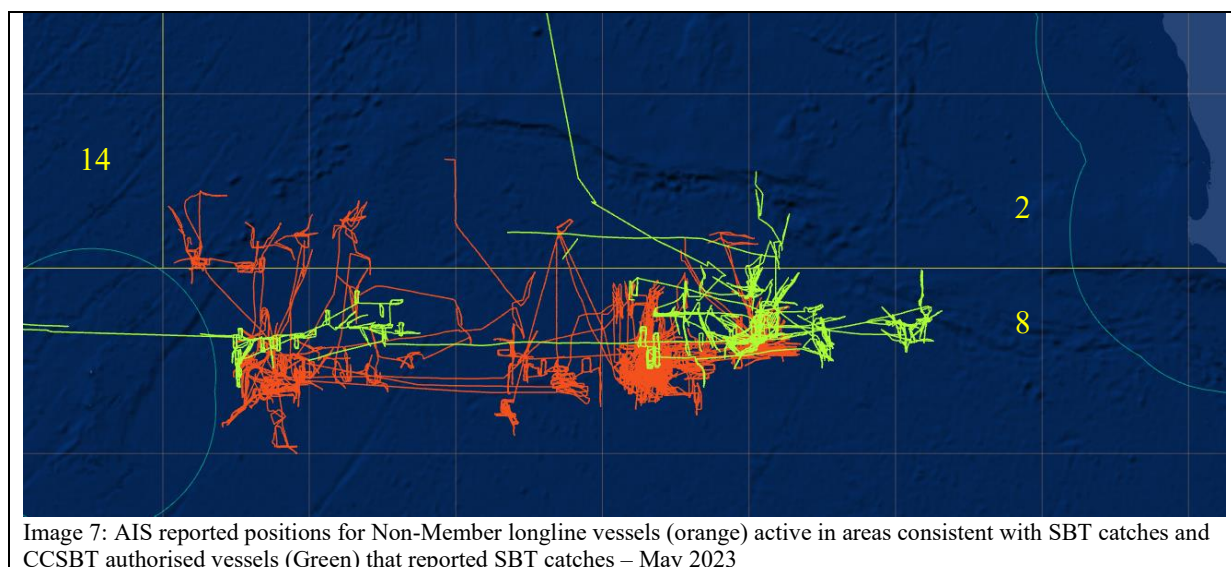 14
2
8
Image 7: AIS reported positions for Non-Member longline vessels (orange) active in areas consistent with SBT catches and
CCSBT authorised vessels (Green) that reported SBT catches – May 2023